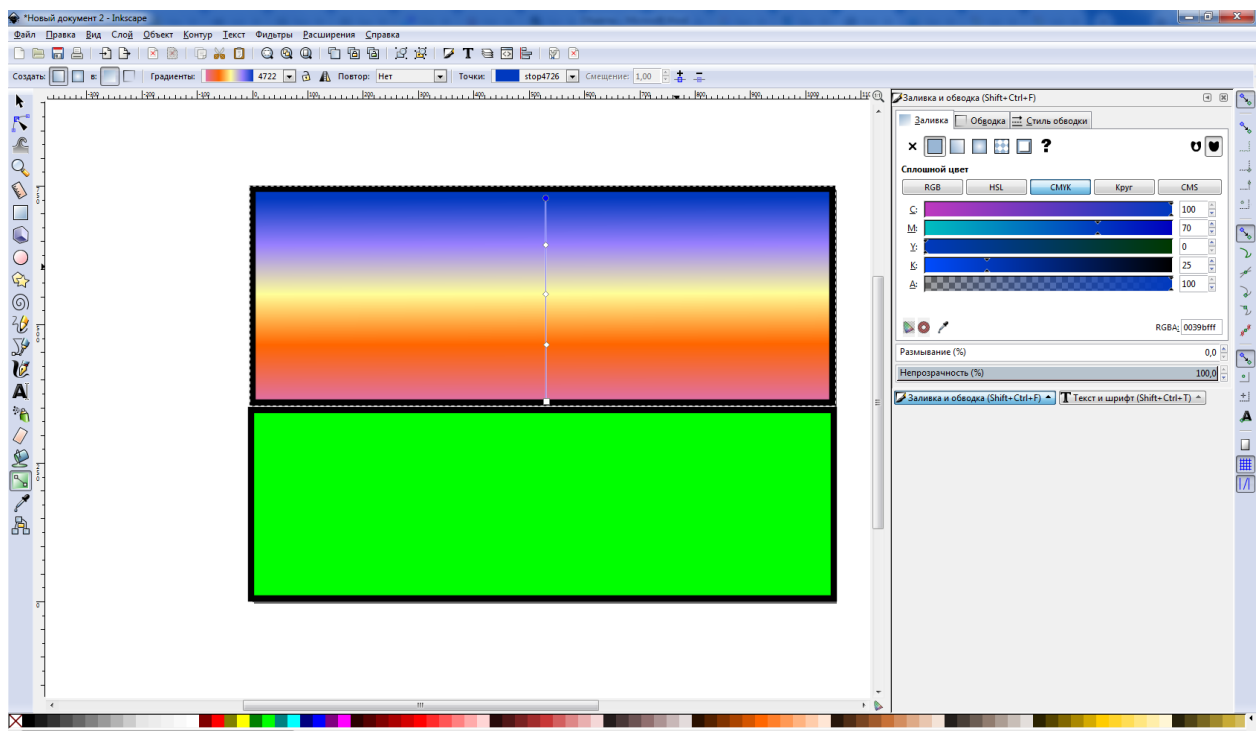 *Новый документ 2 - Inkscape
Файл Правка Вид Слой Объект Контур Текст Фильтры Расширения Справка
Создать: в: Градиенты: 4722 Повтор: Нет Точки: stop4726 Смещение: 1,00
Заливка и обводка (Shift+Ctrl+F)
Заливка Обводка Стиль обводки
Сплошной цвет
RGB HSL CMYK Круг CMS
C: 100
M: 70
Y: 0
K: 25
A: 100
RGBA: 0039bfff
Размывание (%) 0,0
Непрозрачность (%) 100,0
Заливка и обводка (Shift+Ctrl+F) Текст и шрифт (Shift+Ctrl+T)